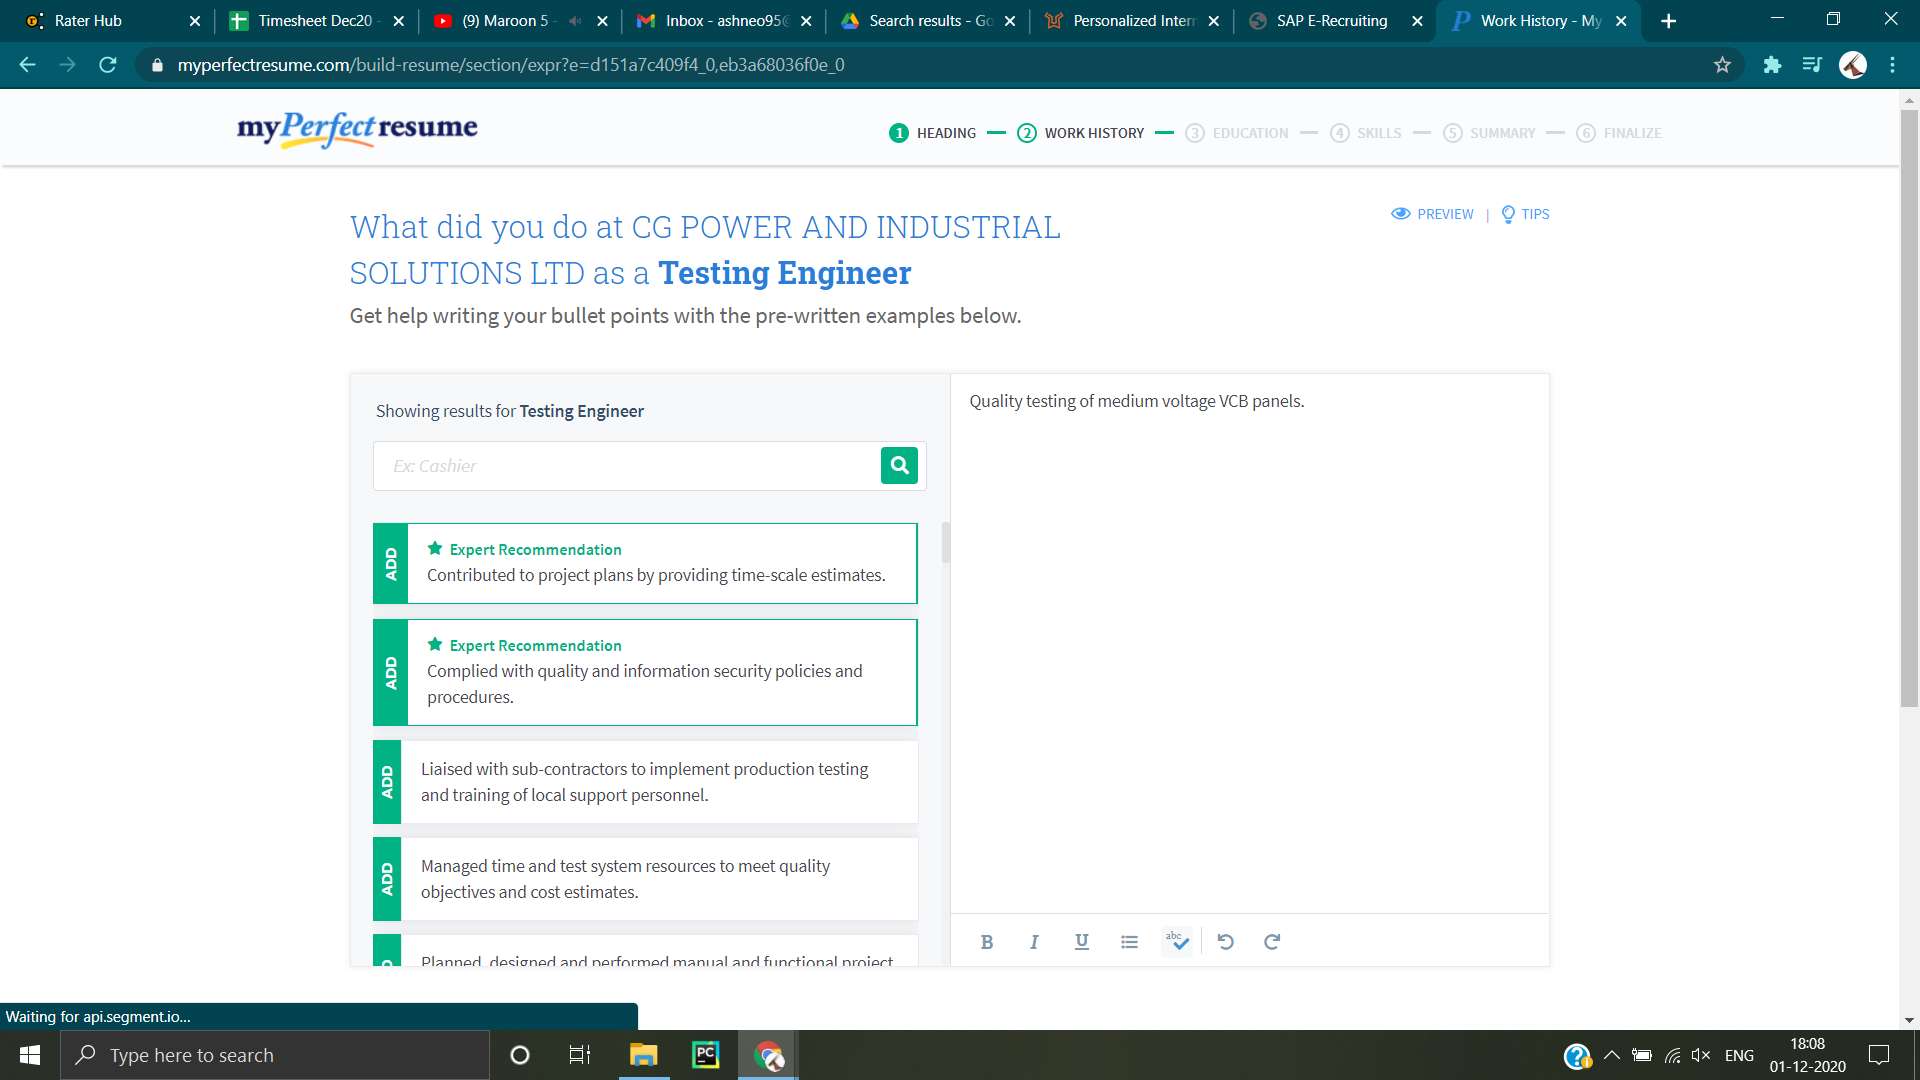 Rater Hub
Timesheet Dec20 -
(9) Maroon 5 -
Inbox - ashneo95@
Search results - Go
Personalized Intern
SAP E-Recruiting
Work History - My
myperfectresume.com/build-resume/section/expr?e=d151a7c409f4_0,eb3a68036f0e_0
myPerfectresume
1 HEADING
2 WORK HISTORY
3 EDUCATION
4 SKILLS
5 SUMMARY
6 FINALIZE
What did you do at CG POWER AND INDUSTRIAL
SOLUTIONS LTD as a Testing Engineer
PREVIEW | TIPS
Get help writing your bullet points with the pre-written examples below.
Showing results for Testing Engineer
Ex: Cashier
ADD
Expert Recommendation
Contributed to project plans by providing time-scale estimates.
ADD
Expert Recommendation
Complied with quality and information security policies and
procedures.
ADD
Liaised with sub-contractors to implement production testing
and training of local support personnel.
ADD
Managed time and test system resources to meet quality
objectives and cost estimates.
Planned, designed and performed manual and functional project
Quality testing of medium voltage VCB panels.
B I U
abc
Waiting for api.segment.io...
Type here to search
PC
ENG
18:08
01-12-2020